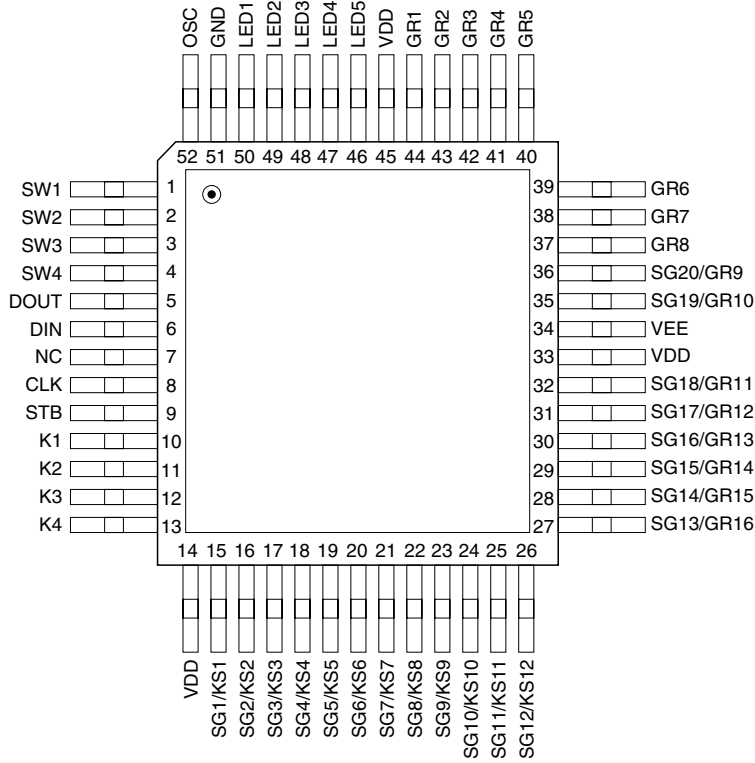 OSC GND LED1 LED2 LED3 LED4 LED5 VDD GR1 GR2 GR3 GR4 GR5
52 51 50 49 48 47 46 45 44 43 42 41 40
SW1 1 39 GR6
SW2 2 38 GR7
SW3 3 37 GR8
SW4 4 36 SG20/GR9
DOUT 5 35 SG19/GR10
DIN 6 34 VEE
NC 7 33 VDD
CLK 8 32 SG18/GR11
STB 9 31 SG17/GR12
K1 10 30 SG16/GR13
K2 11 29 SG15/GR14
K3 12 28 SG14/GR15
K4 13 27 SG13/GR16
14 15 16 17 18 19 20 21 22 23 24 25 26
VDD SG1/KS1 SG2/KS2 SG3/KS3 SG4/KS4 SG5/KS5 SG6/KS6 SG7/KS7 SG8/KS8 SG9/KS9 SG10/KS10 SG11/KS11 SG12/KS12